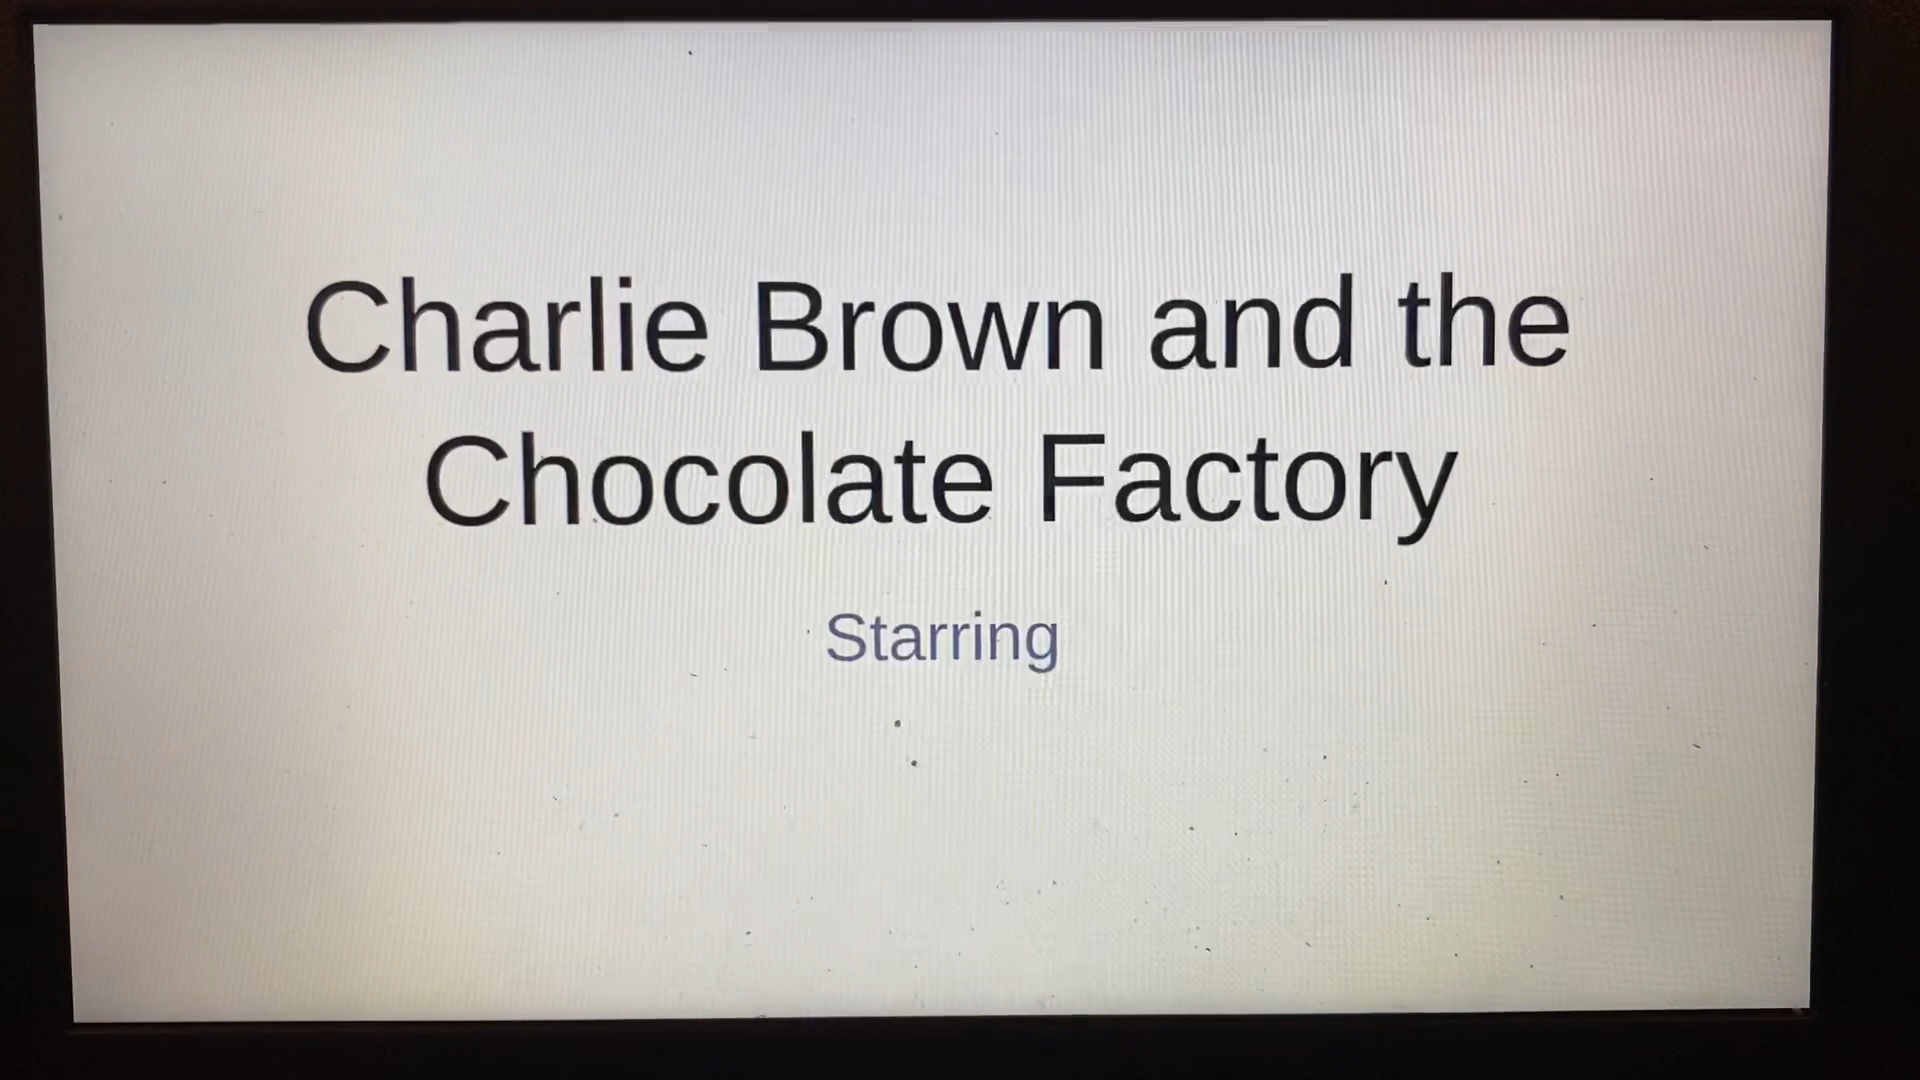 Charlie Brown and the
Chocolate Factory
Starring